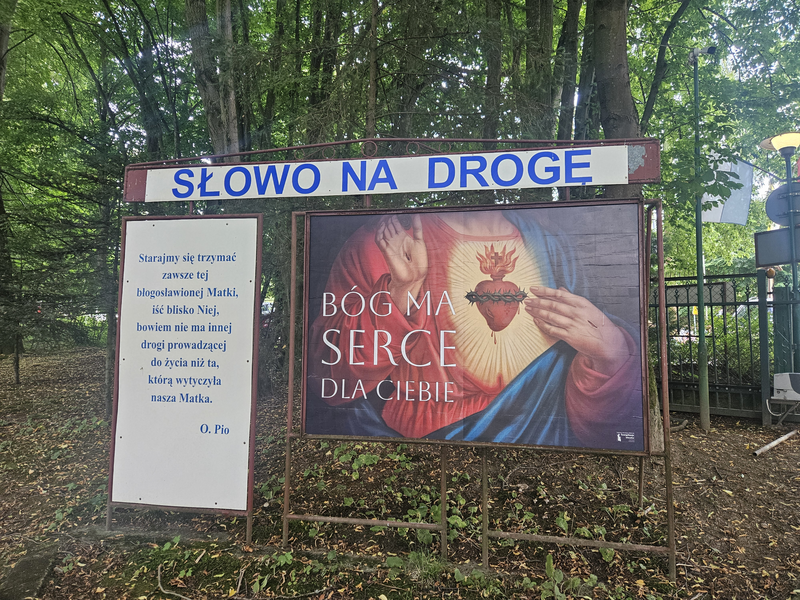 SŁOWO NA DROGĘ
Starajmy się trzymać
zawsze tej
błogosławionej Matki,
iść blisko Niej,
bowiem nie ma innej
drogi prowadzącej
do życia niż ta,
którą wytyczyła
nasza Matka.
O. Pio
BÓG MA
SERCE
DLA CIEBIE